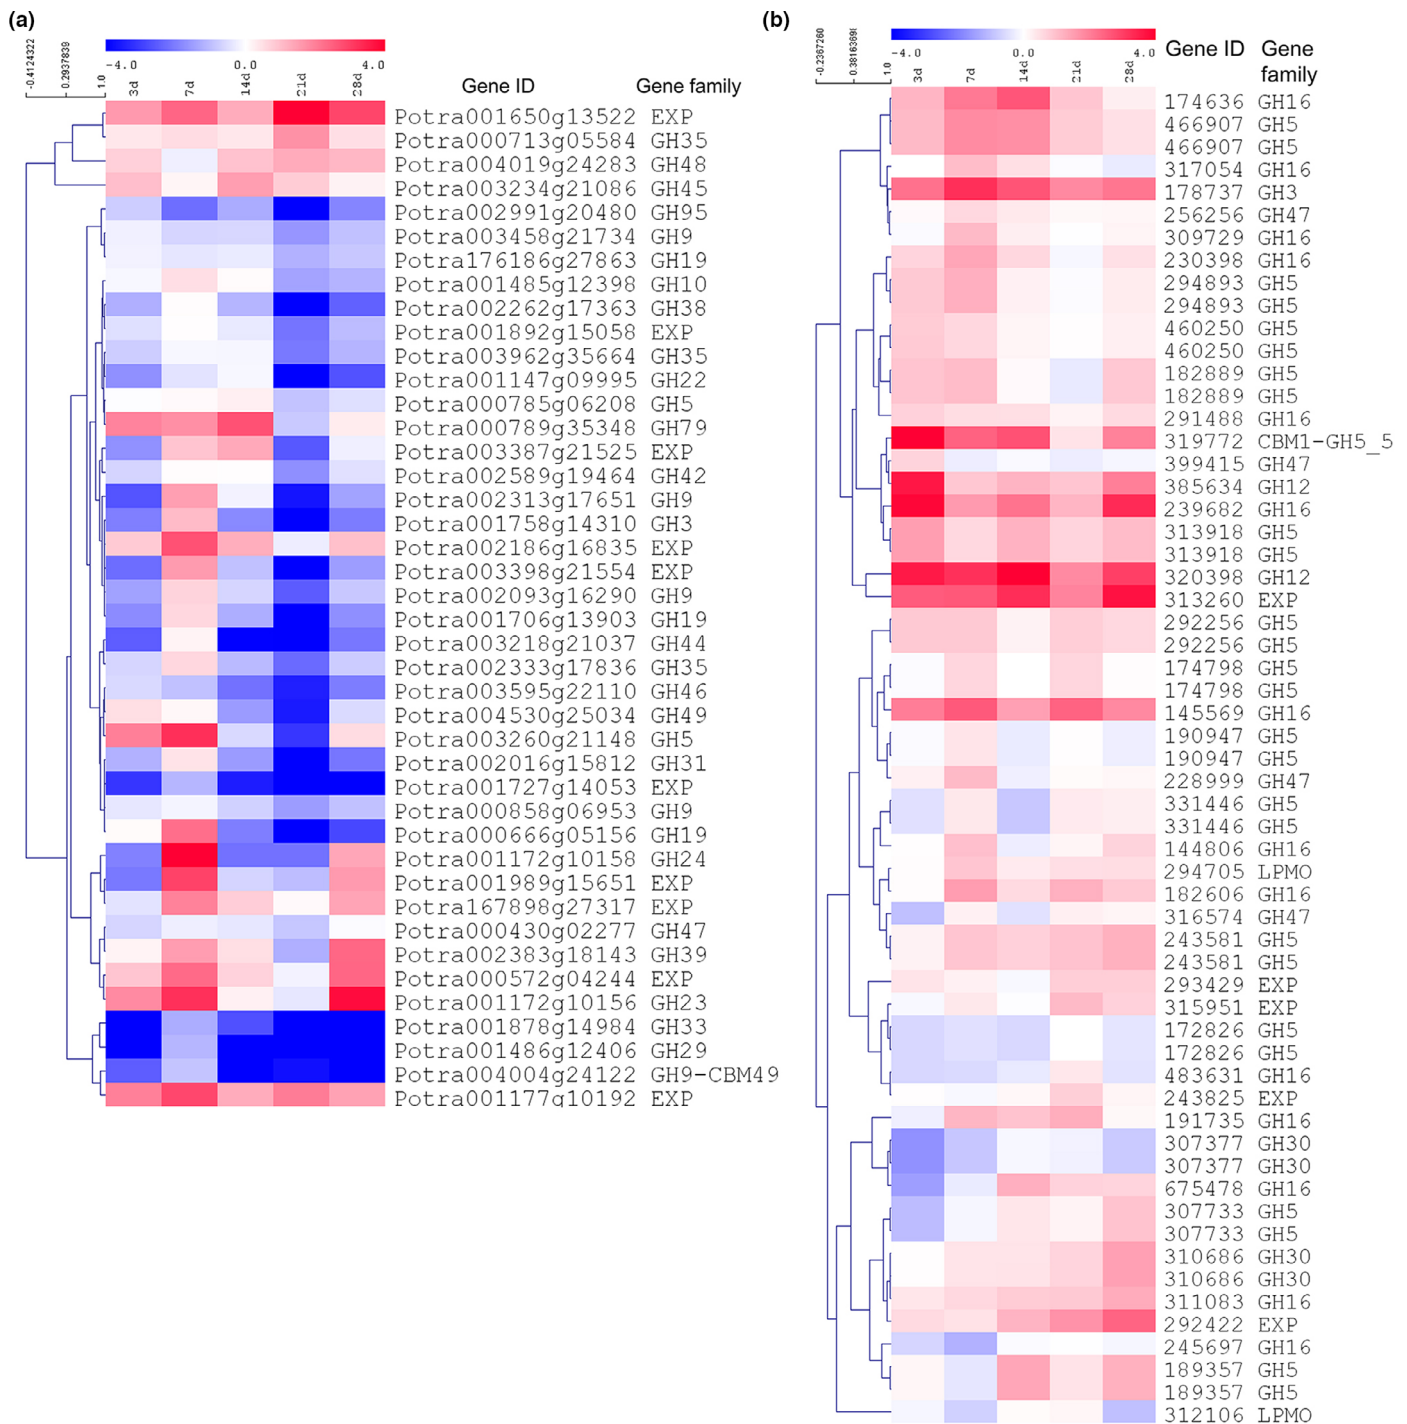 (a)
-0.4124322
0.2937839
1.0
-4.0 0.0 4.0
3d 7d 14d 21d 28d
Gene ID Gene family
Potra001650g13522 EXP
Potra000713g05584 GH35
Potra004019g24283 GH48
Potra003234g21086 GH45
Potra002991g20480 GH95
Potra003458g21734 GH9
Potra176186g27863 GH19
Potra001485g12398 GH10
Potra002262g17363 GH38
Potra001892g15058 EXP
Potra003962g35664 GH35
Potra001147g09995 GH22
Potra000785g06208 GH5
Potra000789g35348 GH79
Potra003387g21525 EXP
Potra002589g19464 GH42
Potra002313g17651 GH9
Potra001758g14310 GH3
Potra002186g16835 EXP
Potra003398g21554 EXP
Potra002093g16290 GH9
Potra001706g13903 GH19
Potra003218g21037 GH44
Potra002333g17836 GH35
Potra003595g22110 GH46
Potra004530g25034 GH49
Potra003260g21148 GH5
Potra002016g15812 GH31
Potra001727g14053 EXP
Potra000858g06953 GH9
Potra000666g05156 GH19
Potra001172g10158 GH24
Potra001989g15651 EXP
Potra167898g27317 EXP
Potra000430g02277 GH47
Potra002383g18143 GH39
Potra000572g04244 EXP
Potra001172g10156 GH23
Potra001878g14984 GH33
Potra001486g12406 GH29
Potra004004g24122 GH9-CBM49
Potra001177g10192 EXP
(b)
-0.2367260
0.3816369
1.0
-4.0 0.0 4.0
3d 7d 14d 21d 28d
Gene ID Gene
family
174636 GH16
466907 GH5
466907 GH5
317054 GH16
178737 GH3
256256 GH47
309729 GH16
230398 GH16
294893 GH5
294893 GH5
460250 GH5
460250 GH5
182889 GH5
182889 GH5
291488 GH16
319772 CBM1-GH5_5
399415 GH47
385634 GH12
239682 GH16
313918 GH5
313918 GH5
320398 GH12
313260 EXP
292256 GH5
292256 GH5
174798 GH5
174798 GH5
145569 GH16
190947 GH5
190947 GH5
228999 GH47
331446 GH5
331446 GH5
144806 GH16
294705 LPMO
182606 GH16
316574 GH47
243581 GH5
243581 GH5
293429 EXP
315951 EXP
172826 GH5
172826 GH5
483631 GH16
243825 EXP
191735 GH16
307377 GH30
307377 GH30
675478 GH16
307733 GH5
307733 GH5
310686 GH30
310686 GH30
311083 GH16
292422 EXP
245697 GH16
189357 GH5
189357 GH5
312106 LPMO